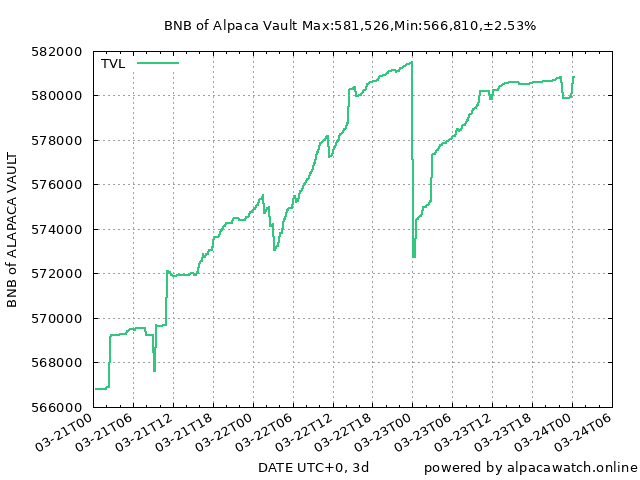 BNB of Alpaca Vault Max:581,526,Min:566,810,±2.53%
TVL
582000
580000
578000
576000
574000
572000
570000
568000
566000
BNB of ALAPACA VAULT
03-21T00
03-21T06
03-21T12
03-21T18
03-22T00
03-22T06
03-22T12
03-22T18
03-23T00
03-23T06
03-23T12
03-23T18
03-24T00
03-24T06
DATE UTC+0, 3d
powered by alpacawatch.online